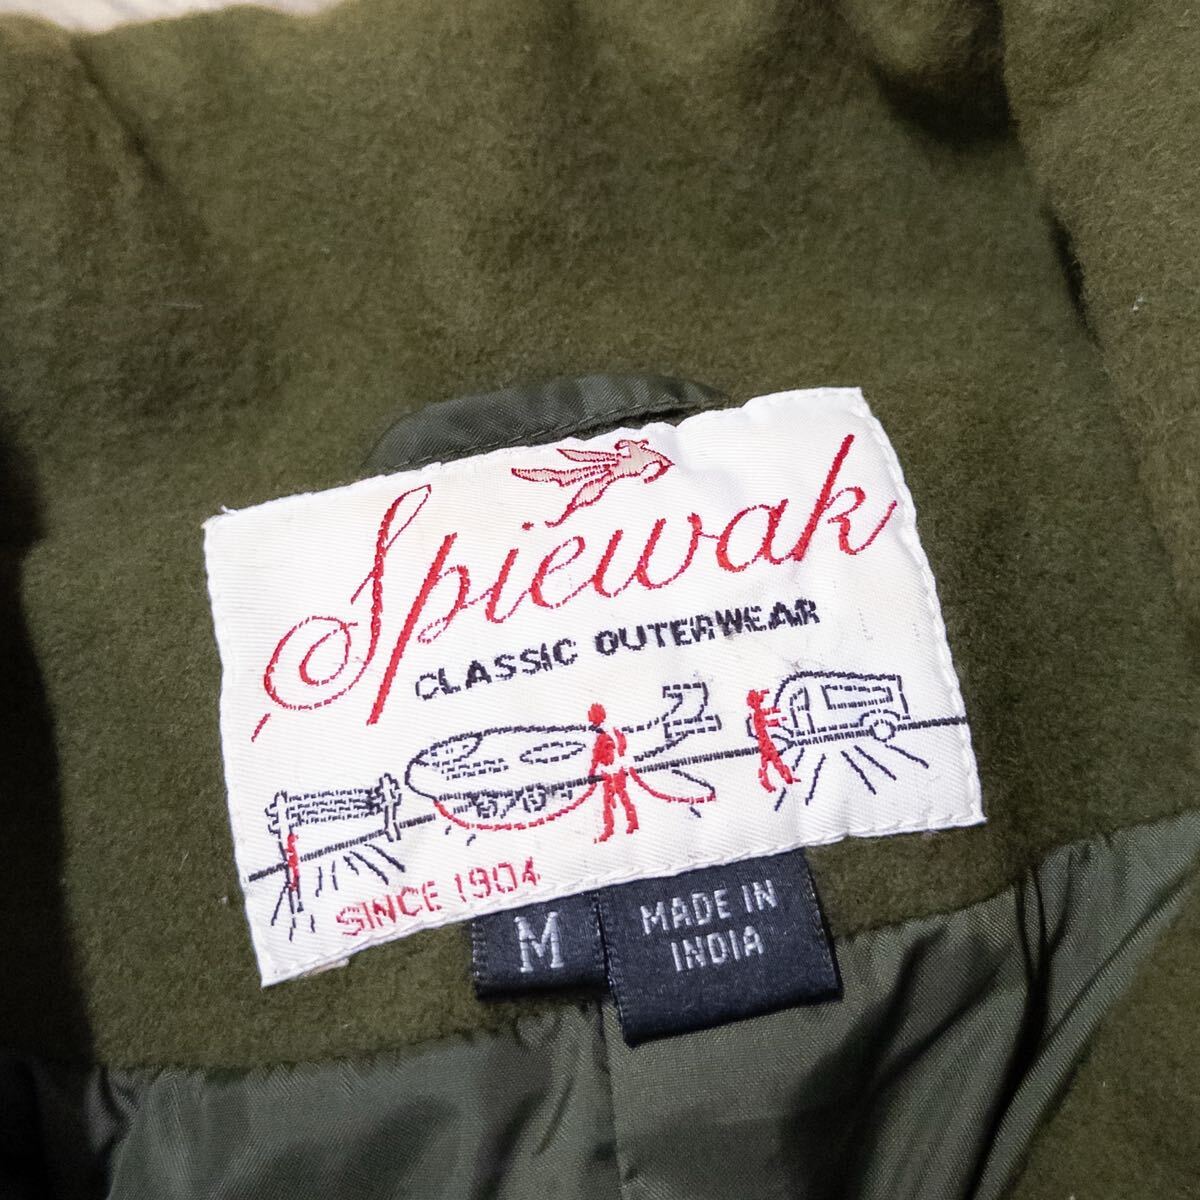 Spiewak
CLASSIC OUTERWEAR
SINCE 1904
M
MADE IN
INDIA